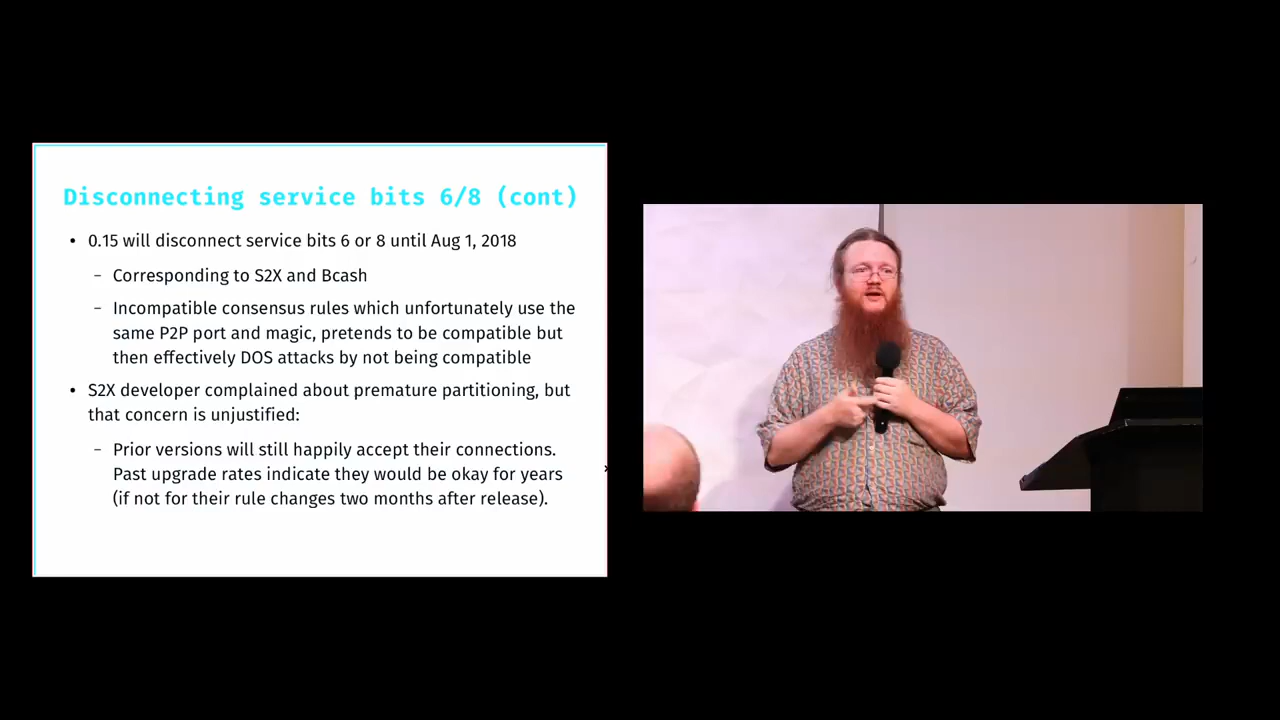 Disconnecting service bits 6/8 (cont)
• 0.15 will disconnect service bits 6 or 8 until Aug 1, 2018
– Corresponding to S2X and Bcash
– Incompatible consensus rules which unfortunately use the
same P2P port and magic, pretends to be compatible but
then effectively DOS attacks by not being compatible
• S2X developer complained about premature partitioning, but
that concern is unjustified:
– Prior versions will still happily accept their connections.
Past upgrade rates indicate they would be okay for years
(if not for their rule changes two months after release).